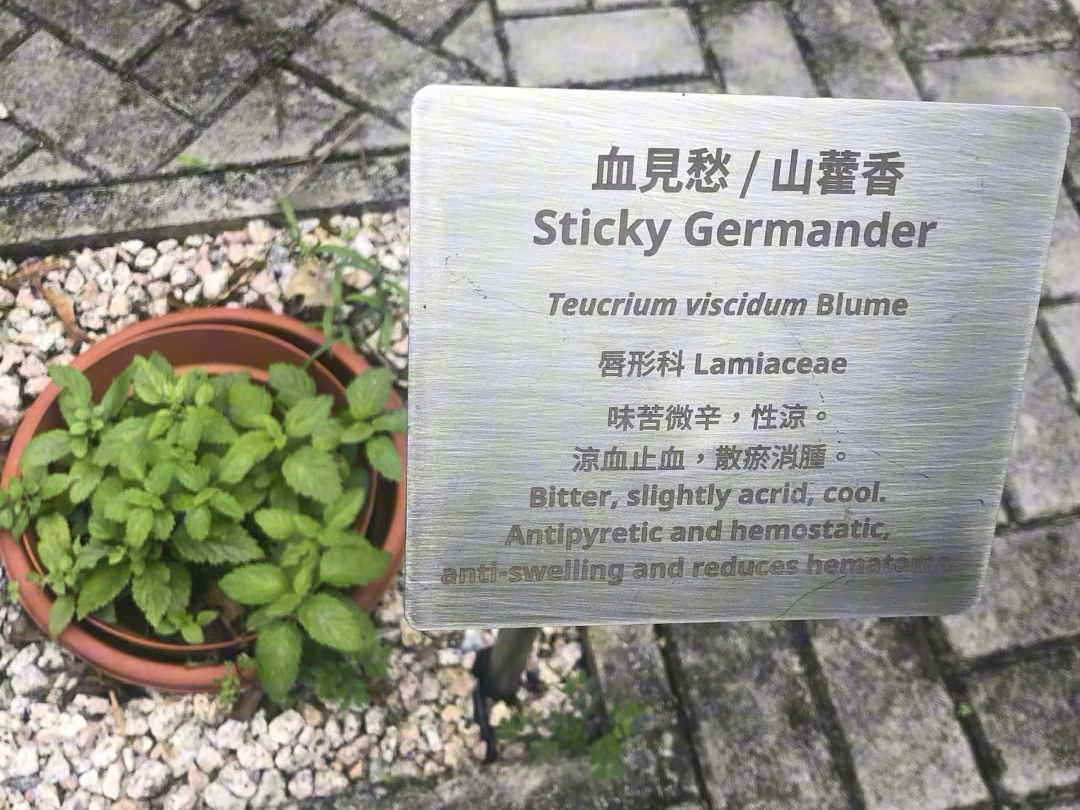 血見愁 / 山藿香
Sticky Germander
Teucrium viscidum Blume
唇形科 Lamiaceae
味苦微辛，性涼。
涼血止血，散瘀消腫。
Bitter, slightly acrid, cool.
Antipyretic and hemostatic,
anti-swelling and reduces